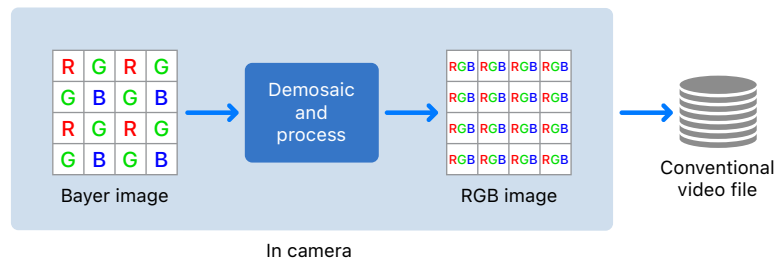 R G R G
G B G B
R G R G
G B G B
Bayer image
Demosaic
and
process
RGB RGB RGB RGB
RGB RGB RGB RGB
RGB RGB RGB RGB
RGB RGB RGB RGB
RGB image
Conventional
video file
In camera